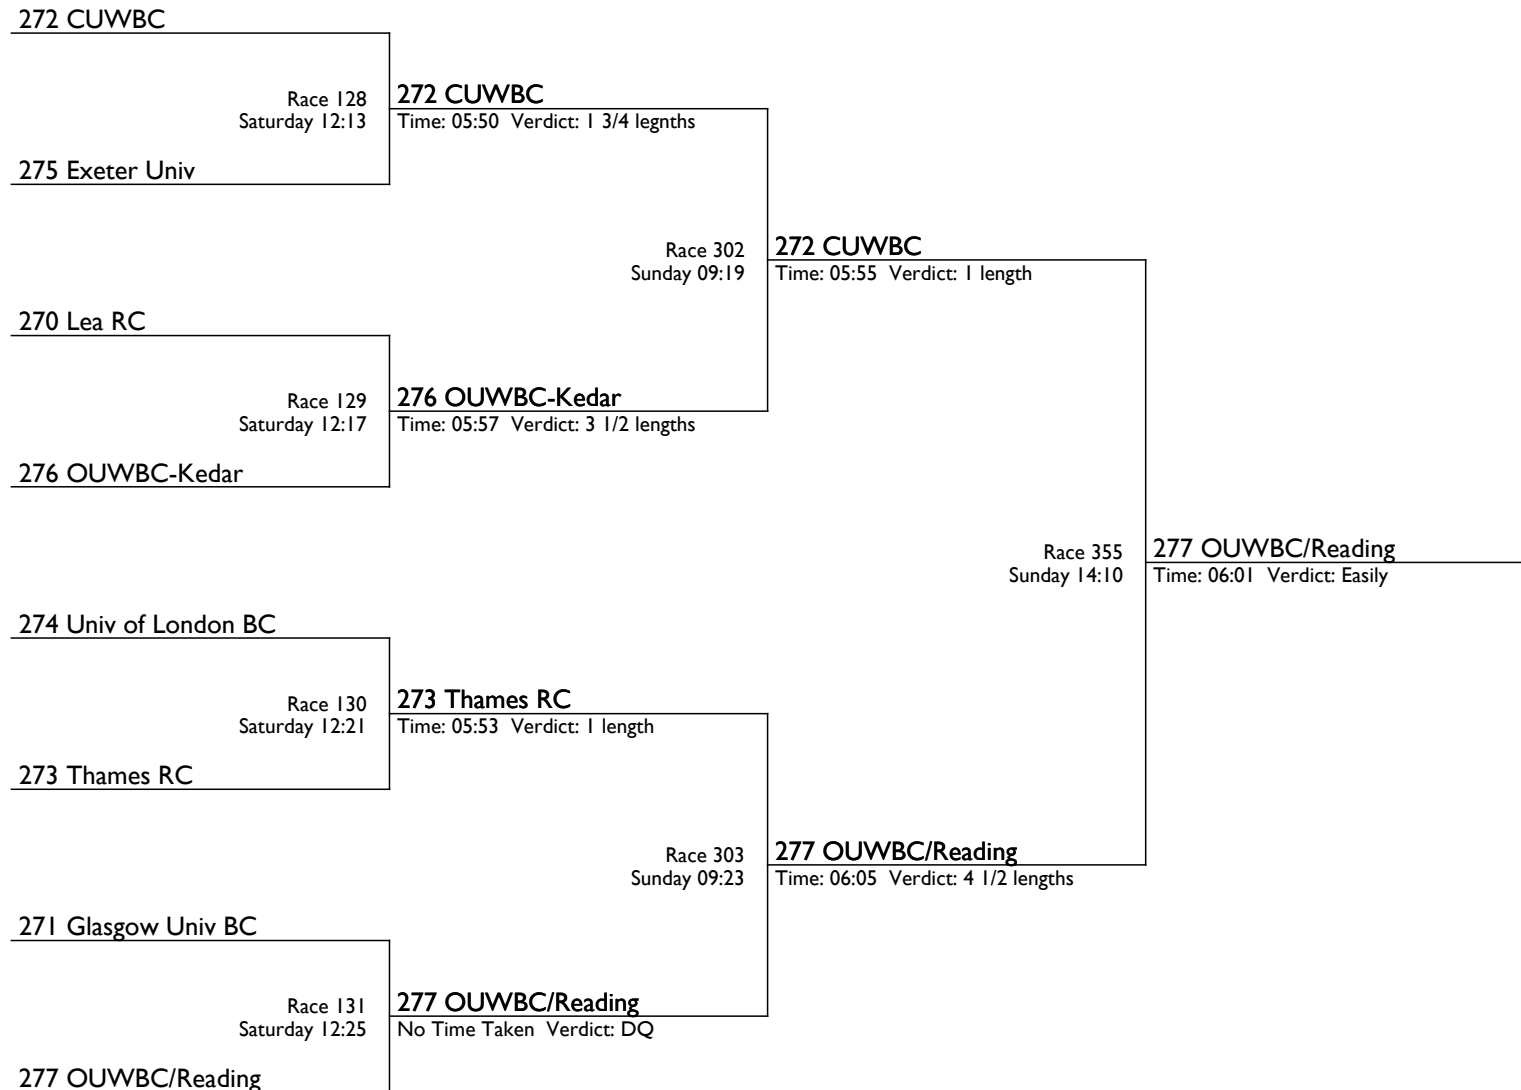 272 CUWBC
Race 128
Saturday 12:13
272 CUWBC
Time: 05:50 Verdict: 1 3/4 legnths
275 Exeter Univ
Race 302
Sunday 09:19
272 CUWBC
Time: 05:55 Verdict: 1 length
270 Lea RC
Race 129
Saturday 12:17
276 OUWBC-Kedar
Time: 05:57 Verdict: 3 1/2 lengths
276 OUWBC-Kedar
Race 355
Sunday 14:10
277 OUWBC/Reading
Time: 06:01 Verdict: Easily
274 Univ of London BC
Race 130
Saturday 12:21
273 Thames RC
Time: 05:53 Verdict: 1 length
273 Thames RC
Race 303
Sunday 09:23
277 OUWBC/Reading
Time: 06:05 Verdict: 4 1/2 lengths
271 Glasgow Univ BC
Race 131
Saturday 12:25
277 OUWBC/Reading
No Time Taken Verdict: DQ
277 OUWBC/Reading